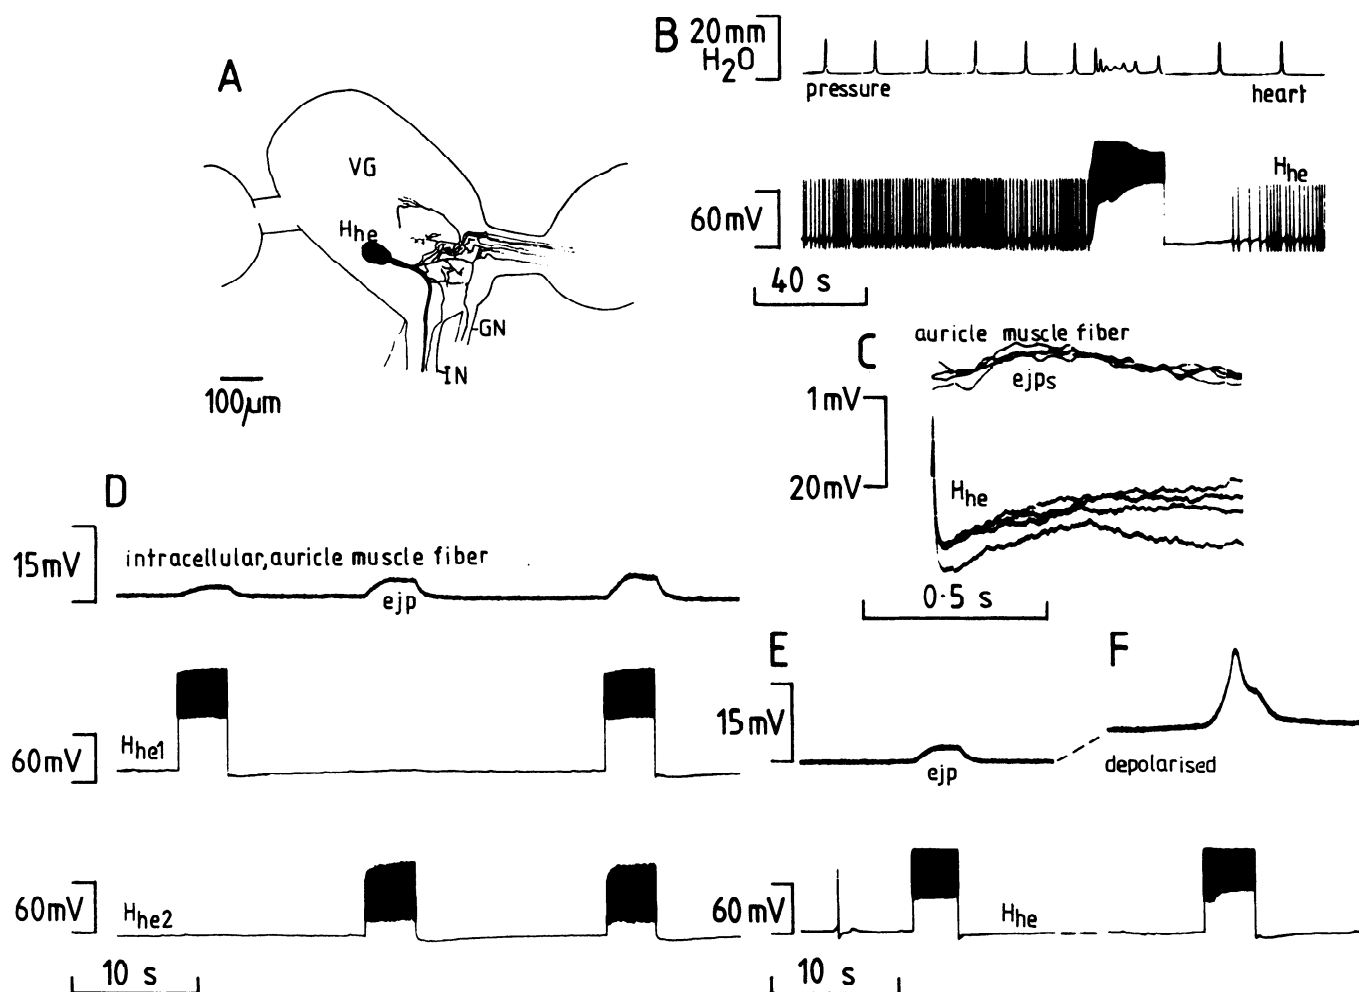 A
VG
Hhe
GN
IN
100µm
B
20mm
H2O
pressure
heart
Hhe
60mV
40 s
C
auricle muscle fiber
ejps
1mV
20mV
Hhe
0·5 s
D
15mV
intracellular, auricle muscle fiber
ejp
Hhe1
60mV
Hhe2
60mV
10 s
E
15mV
ejp
60mV
Hhe
10 s
F
depolarised